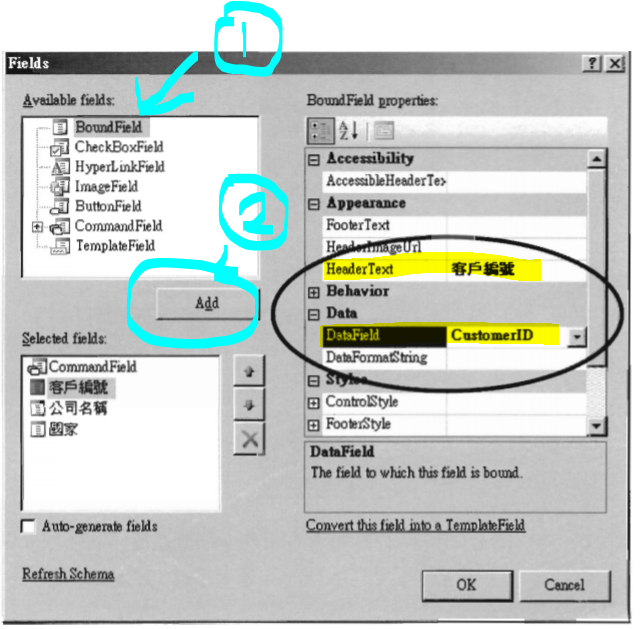 1
Fields
Available fields:
BoundField
CheckBoxField
HyperLinkField
ImageField
ButtonField
CommandField
TemplateField
2
Add
Selected fields:
CommandField
客戶編號
公司名稱
國家
Auto-generate fields
Refresh Schema
BoundField properties:
Accessibility
AccessibleHeaderTex
Appearance
FooterText
HeaderImageUrl
HeaderText 客戶編號
Behavior
Data
DataField CustomerID
DataFormatString
Styles
ControlStyle
FooterStyle
DataField
The field to which this field is bound.
Convert this field into a TemplateField
OK
Cancel